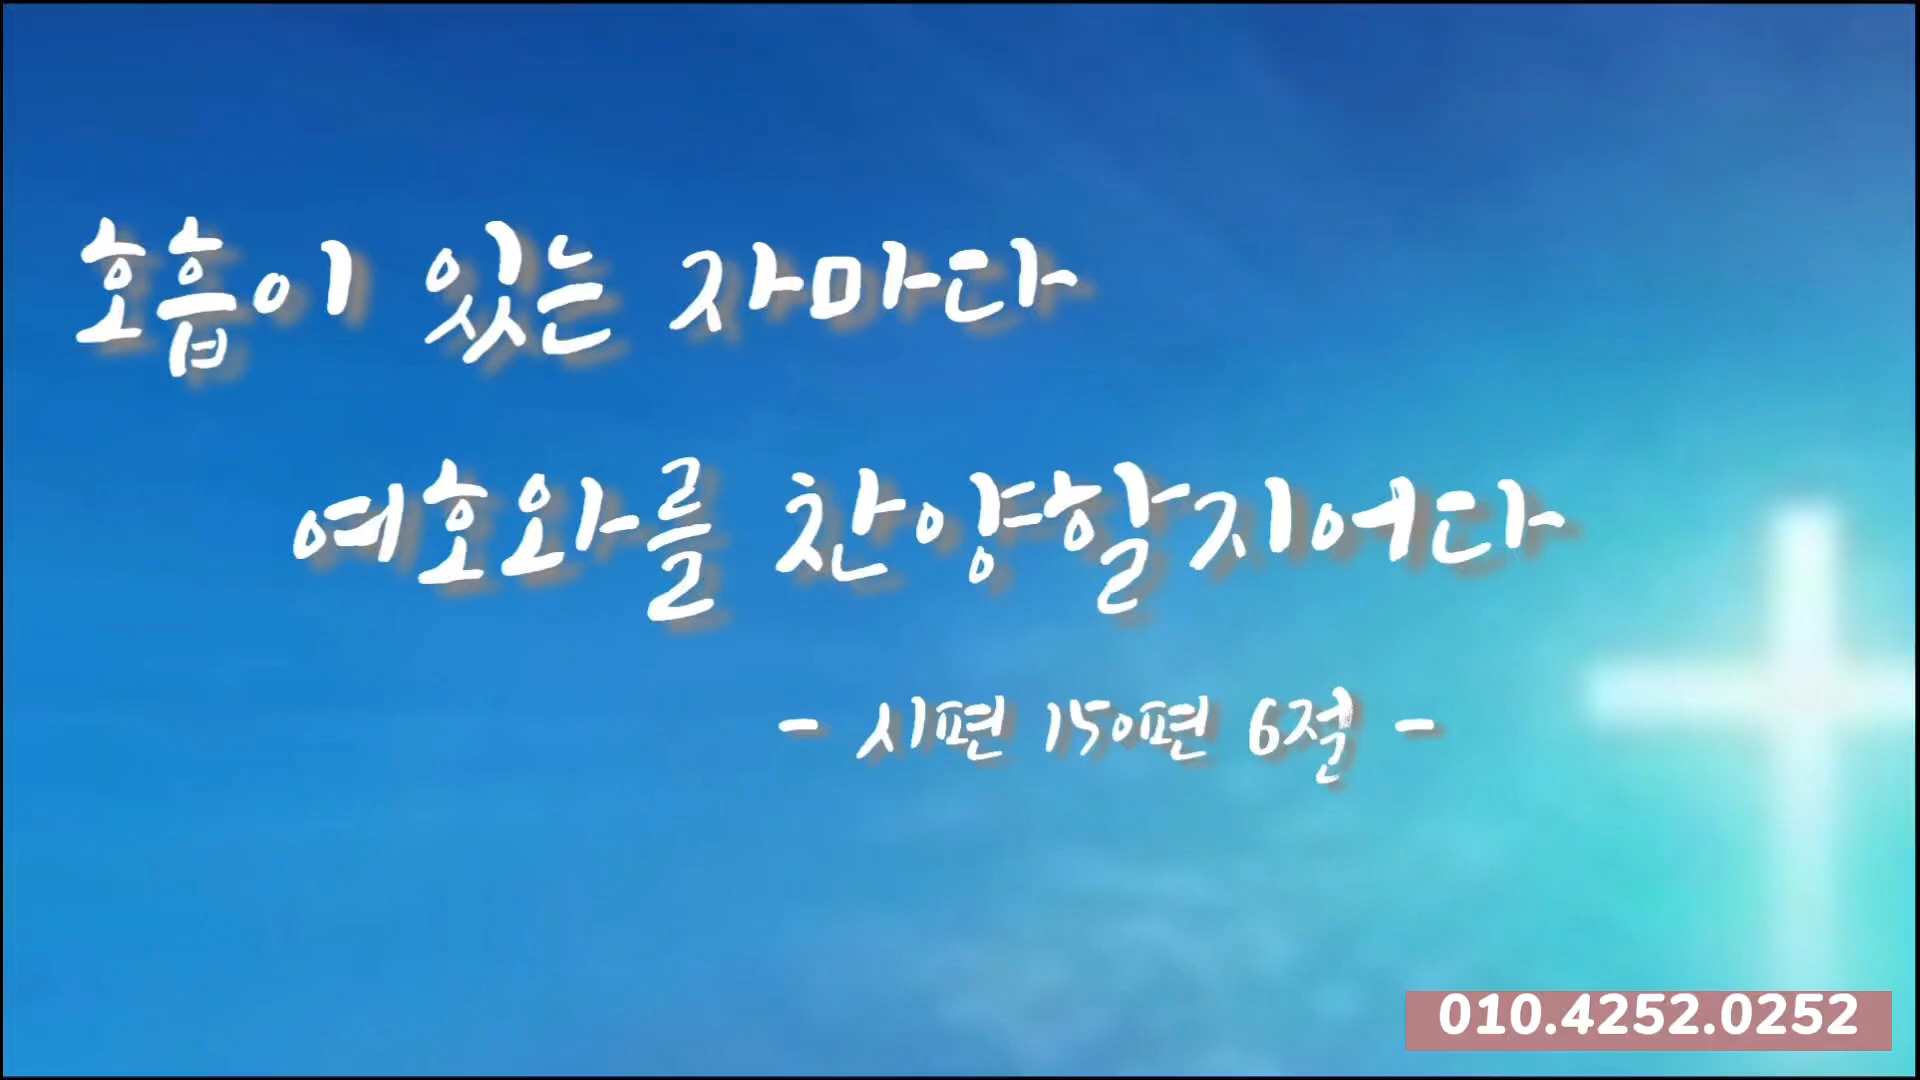 호흡이 있는 자마다
여호와를 찬양할지어다
- 시편 150편 6절 -
010.4252.0252